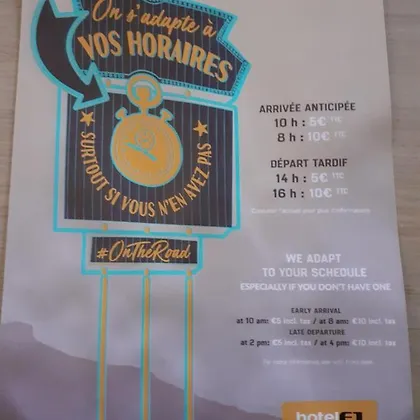 On s'adapte à
VOS HORAIRES
SURTOUT SI VOUS N'EN AVEZ PAS
#OnTheRoad
ARRIVÉE ANTICIPÉE
10 h : 5€ TTC
8 h : 10€ TTC
DÉPART TARDIF
14 h : 5€ TTC
16 h : 10€ TTC
WE ADAPT
TO YOUR SCHEDULE
ESPECIALLY IF YOU DON'T HAVE ONE
EARLY ARRIVAL
at 10 am: €5 incl. tax / at 8 am: €10 incl. tax
LATE DEPARTURE
at 2 pm: €5 incl. tax / at 4 pm: €10 incl. tax
hotelF1